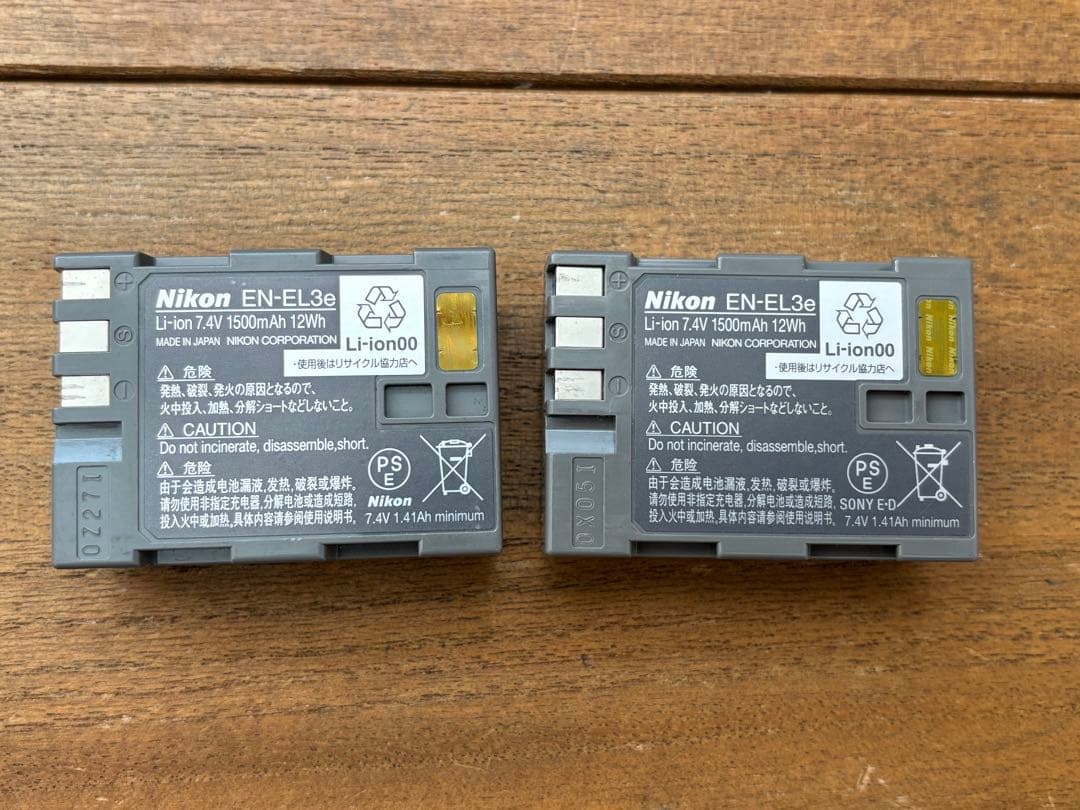 Nikon EN-EL3e
Li-ion 7.4V 1500mAh 12Wh
MADE IN JAPAN NIKON CORPORATION
Li-ion00
・使用後はリサイクル協力店へ
危険
発熱、破裂、発火の原因となるので、
火中投入、加熱、分解ショートなどしないこと。
CAUTION
Do not incinerate, disassemble,short.
危险
由于会造成电池漏液,发热,破裂或爆炸。
请勿使用非指定充电器,分解电池或造成短路,
投入火中或加热。具体内容请参阅使用说明书。
PS
E
Nikon
7.4V 1.41Ah minimum
+
S
−
0Z27I
Nikon EN-EL3e
Li-ion 7.4V 1500mAh 12Wh
MADE IN JAPAN NIKON CORPORATION
Li-ion00
・使用後はリサイクル協力店へ
Nikon Nikon
危険
発熱、破裂、発火の原因となるので、
火中投入、加熱、分解ショートなどしないこと。
CAUTION
Do not incinerate, disassemble,short.
危险
由于会造成电池漏液,发热,破裂或爆炸。
请勿使用非指定充电器,分解电池或造成短路,
投入火中或加热。具体内容请参阅使用说明书。
PS
E
SONY E·D
7.4V 1.41Ah minimum
+
S
−
0X05I